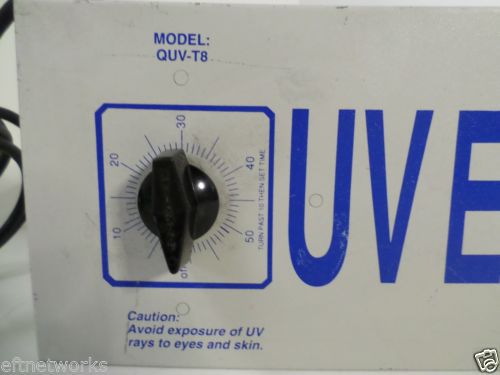 MODEL:
QUV-T8
UVE
30
20
40
10
50
TURN PAST 10 THEN SET TIME
off
Caution:
Avoid exposure of UV
rays to eyes and skin.
eftnetworks